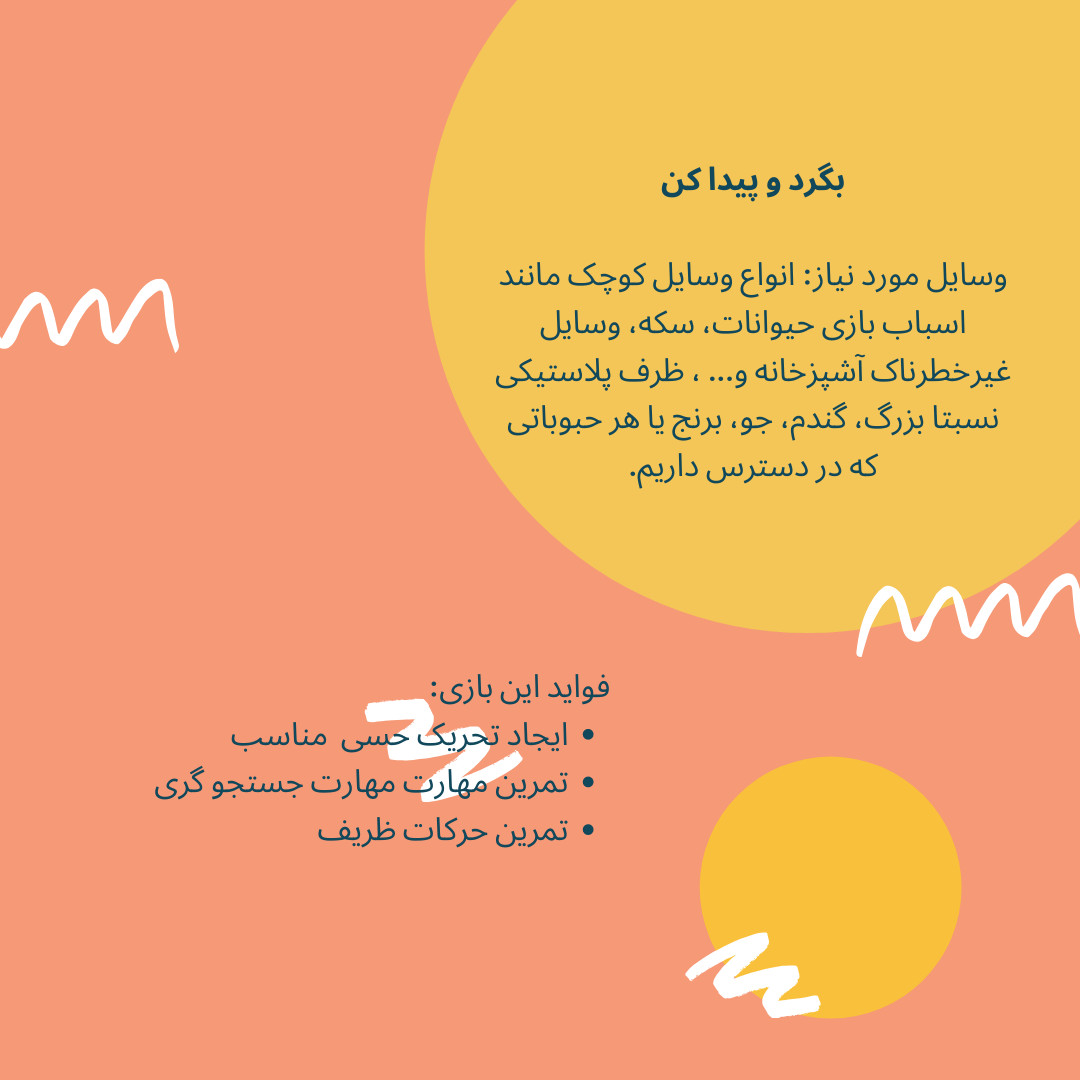 بگرد و پیدا کن
وسایل مورد نیاز: انواع وسایل کوچک مانند
اسباب بازی حیوانات، سکه، وسایل
غیرخطرناک آشپزخانه و... ، ظرف پلاستیکی
نسبتا بزرگ، گندم، جو، برنج یا هر حبوباتی
که در دسترس داریم.
فواید این بازی:
• ایجاد تحریک حسی  مناسب
• تمرین مهارت مهارت جستجو گری
• تمرین حرکات ظریف